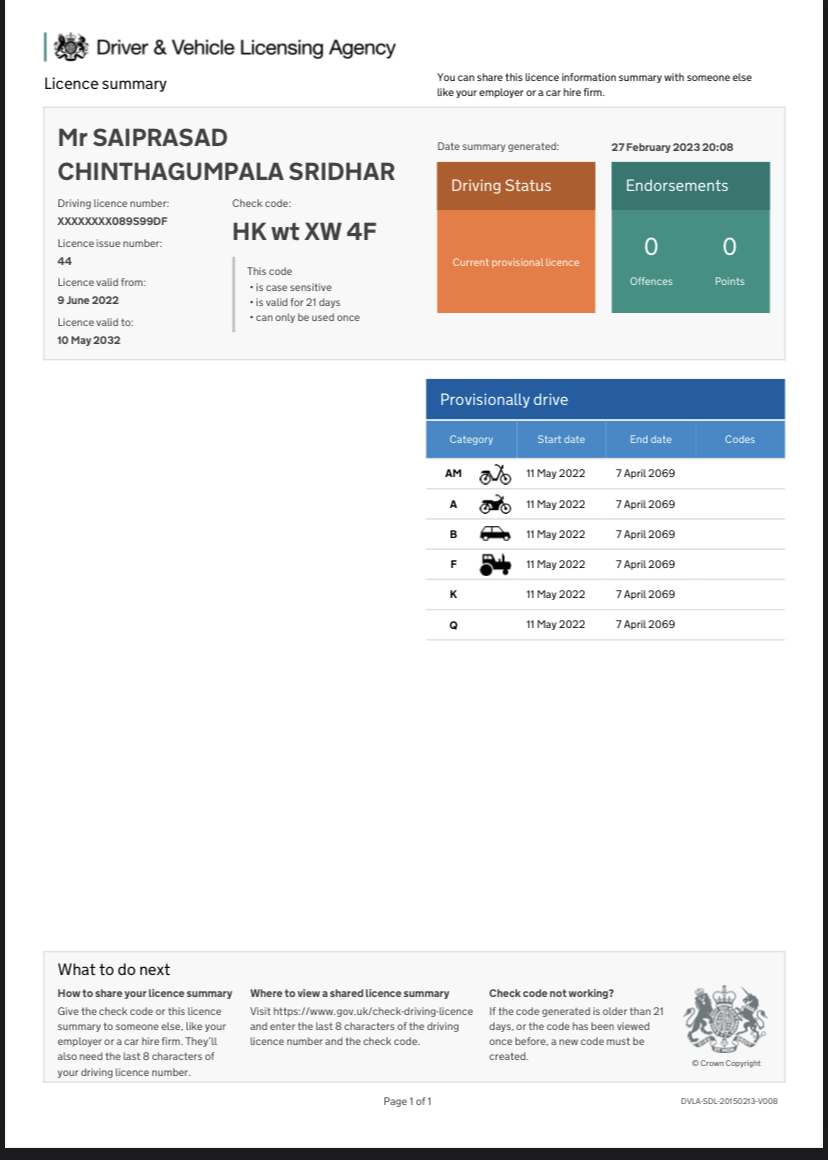 Driver & Vehicle Licensing Agency
Licence summary
You can share this licence information summary with someone else
like your employer or a car hire firm.
Mr SAIPRASAD
CHINTHAGUMPALA SRIDHAR
Driving licence number:
XXXXXXXX089S99DF
Licence issue number:
44
Licence valid from:
9 June 2022
Licence valid to:
10 May 2032
Check code:
HK wt XW 4F
This code
• is case sensitive
• is valid for 21 days
• can only be used once
Date summary generated: 27 February 2023 20:08
Driving Status
Current provisional licence
Endorsements
0 0
Offences Points
Provisionally drive
Category Start date End date Codes
AM 11 May 2022 7 April 2069
A 11 May 2022 7 April 2069
B 11 May 2022 7 April 2069
F 11 May 2022 7 April 2069
K 11 May 2022 7 April 2069
Q 11 May 2022 7 April 2069
What to do next
How to share your licence summary
Give the check code or this licence
summary to someone else, like your
employer or a car hire firm. They'll
also need the last 8 characters of
your driving licence number.
Where to view a shared licence summary
Visit https://www.gov.uk/check-driving-licence
and enter the last 8 characters of the driving
licence number and the check code.
Check code not working?
If the code generated is older than 21
days, or the code has been viewed
once before, a new code must be
created.
© Crown Copyright
Page 1 of 1
DVLA-SDL-20150213-V008